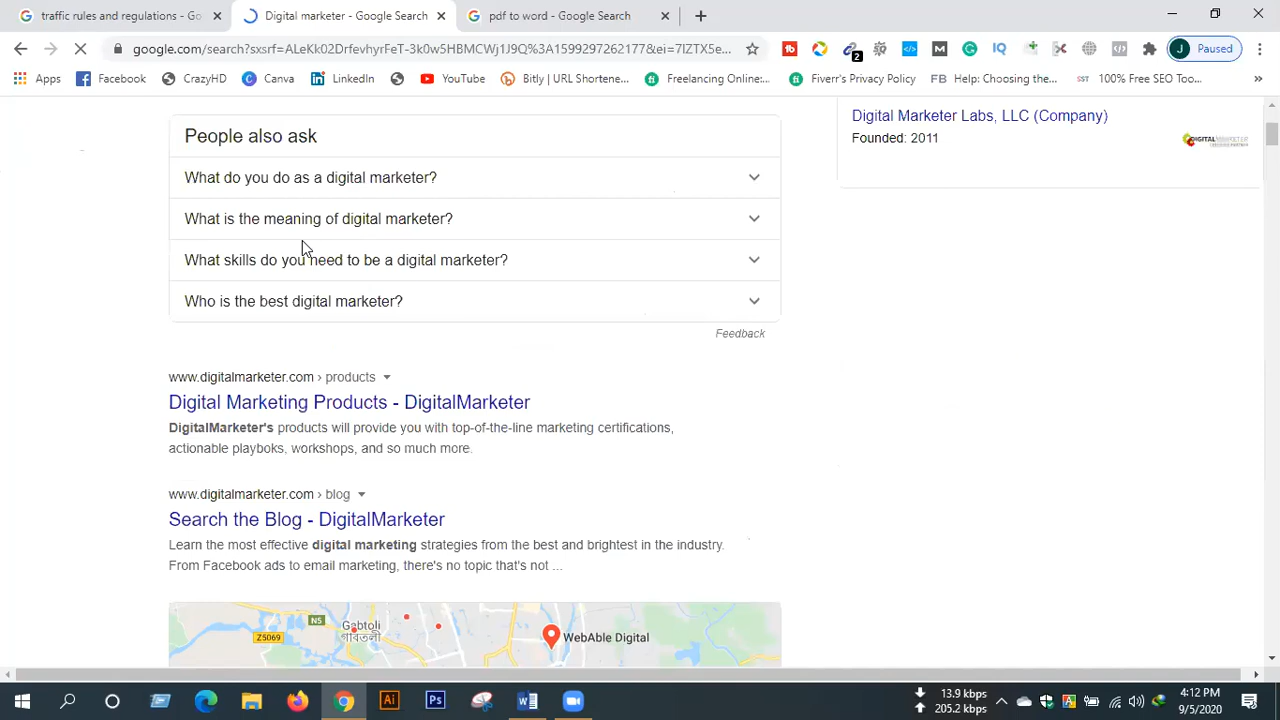 traffic rules and regulations - Go
Digital marketer - Google Search
pdf to word - Google Search
google.com/search?sxsrf=ALeKk02DrfevhyrFeT-3k0w5HBMCWj1J9Q%3A1599297262177&ei=7lZTX5e...
2
J Paused
Apps
Facebook
CrazyHD
Canva
LinkedIn
YouTube
Bitly | URL Shortene...
Freelancing Online:...
Fiverr's Privacy Policy
FB Help: Choosing the...
SST 100% Free SEO Too...
»
People also ask
What do you do as a digital marketer?
What is the meaning of digital marketer?
What skills do you need to be a digital marketer?
Who is the best digital marketer?
Feedback
Digital Marketer Labs, LLC (Company)
Founded: 2011
www.digitalmarketer.com › products
Digital Marketing Products - DigitalMarketer
DigitalMarketer's products will provide you with top-of-the-line marketing certifications,
actionable playboks, workshops, and so much more.
www.digitalmarketer.com › blog
Search the Blog - DigitalMarketer
Learn the most effective digital marketing strategies from the best and brightest in the industry.
From Facebook ads to email marketing, there's no topic that's not ...
N5
Gabtoli
গাবতলী
Z5069
WebAble Digital
Ai
Ps
13.9 kbps
205.2 kbps
4:12 PM
9/5/2020